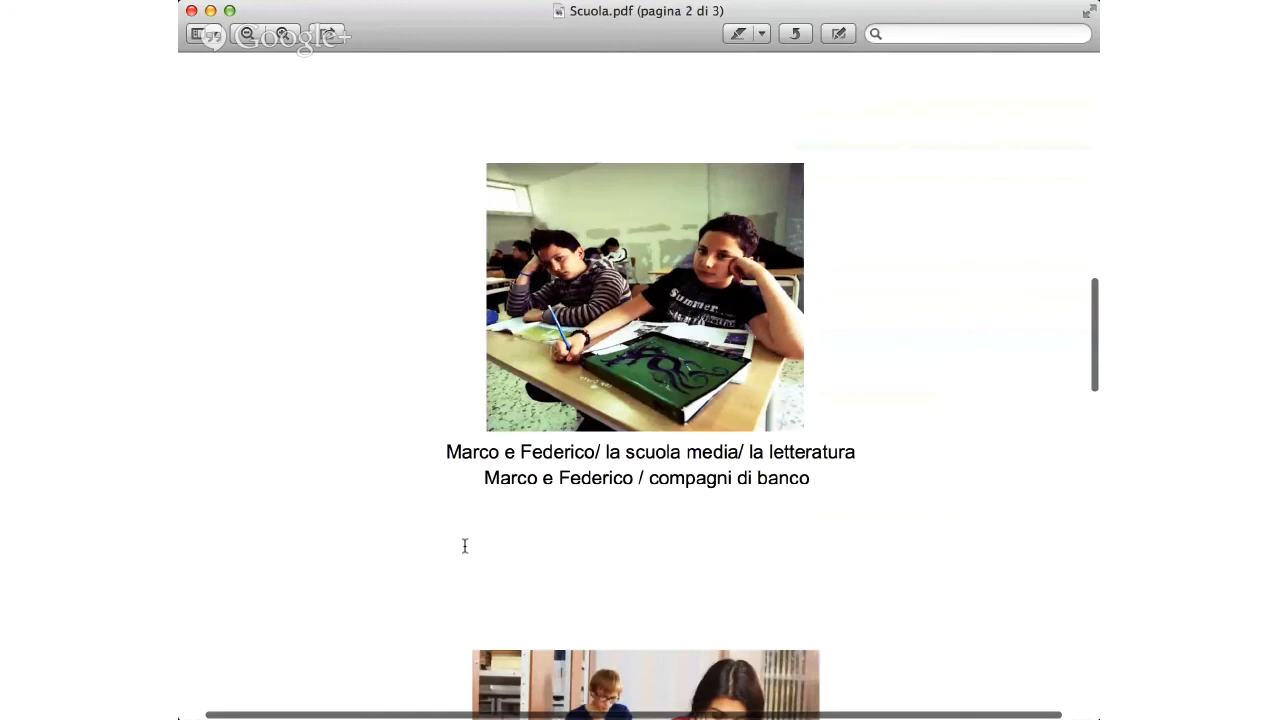 Scuola.pdf (pagina 2 di 3)
Google+
Summer
Marco e Federico/ la scuola media/ la letteratura
Marco e Federico / compagni di banco